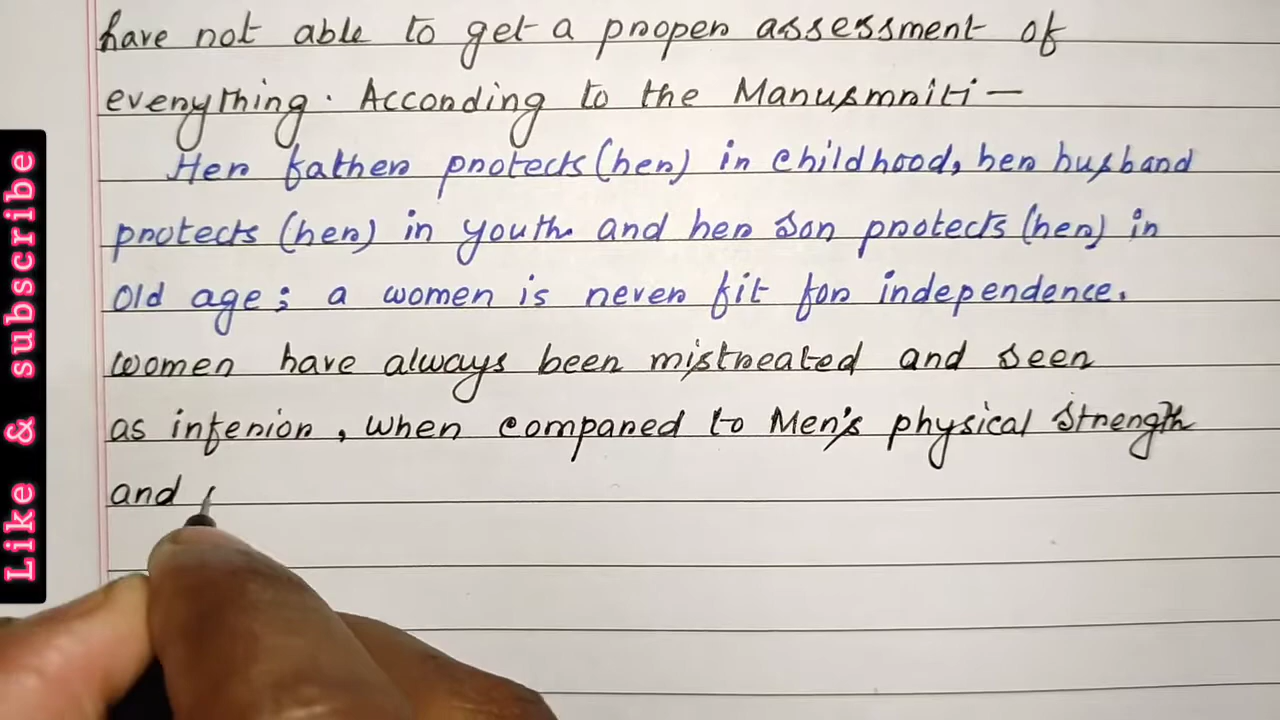 have not able to get a proper assessment of
everything. According to the Manusmriti —
Her father protects (her) in childhood, her husband
protects (her) in youth and her son protects (her) in
old age; a women is never fit for independence.
women have always been mistreated and seen
as inferior, when compared to Men's physical strength
and
Like & subscribe